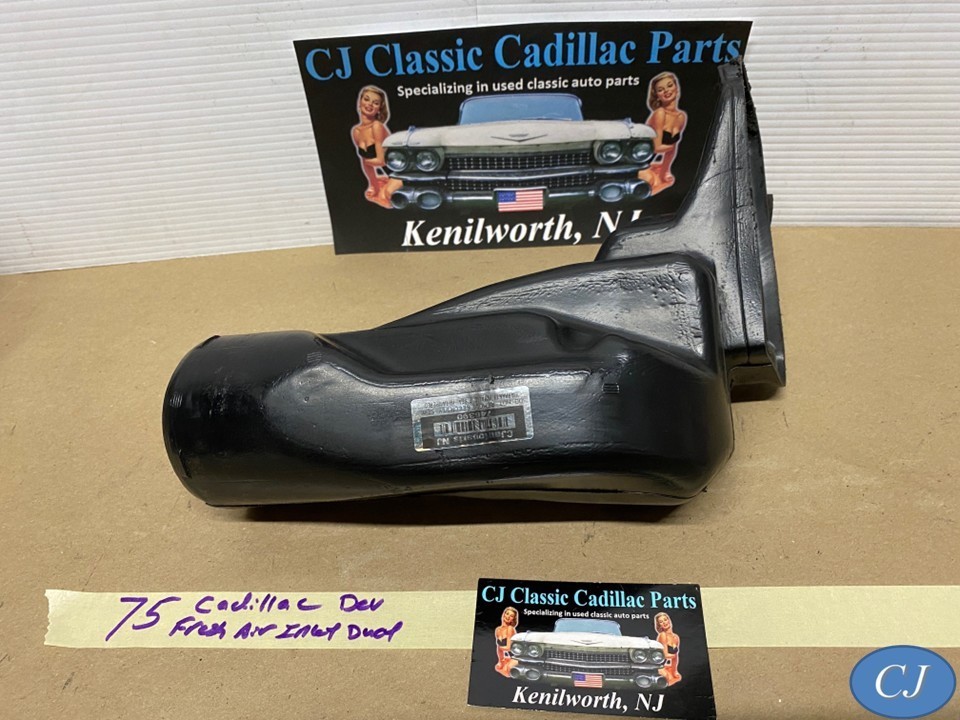 CJ Classic Cadillac Parts
Specializing in used classic auto parts
Kenilworth, NJ
75 Cadillac Dev
Fresh Air Inlet Duct
CJ Classic Cadillac Parts
Specializing in used classic auto parts
Kenilworth, NJ
CJ